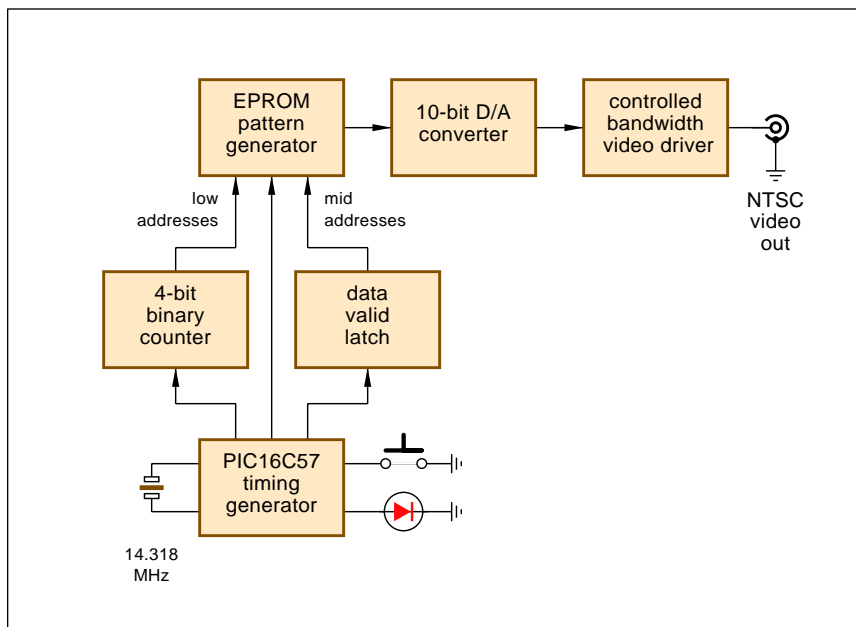 EPROM
pattern
generator
10-bit D/A
converter
controlled
bandwidth
video driver
NTSC
video
out
low
addresses
mid
addresses
4-bit
binary
counter
data
valid
latch
PIC16C57
timing
generator
14.318
MHz